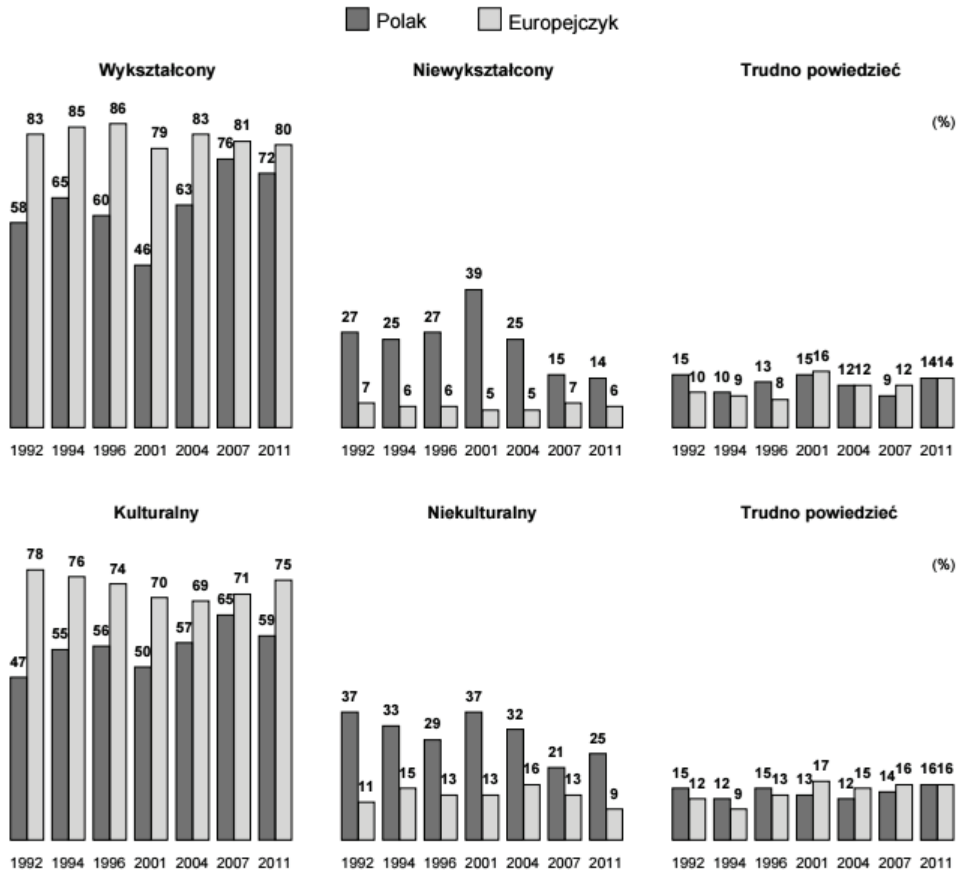 Polak Europejczyk
Wykształcony Niewykształcony Trudno powiedzieć
(%)
58 83 65 85 60 86 46 79 63 83 76 81 72 80
27 7 25 6 27 6 39 5 25 5 15 7 14 6
15 10 10 9 13 8 15 16 12 12 9 12 14 14
1992 1994 1996 2001 2004 2007 2011 1992 1994 1996 2001 2004 2007 2011 1992 1994 1996 2001 2004 2007 2011
Kulturalny Niekulturalny Trudno powiedzieć
(%)
47 78 55 76 56 74 50 70 57 69 65 71 59 75
37 11 33 15 29 13 37 13 32 16 21 13 25 9
15 12 12 9 15 13 13 17 12 15 14 16 16 16
1992 1994 1996 2001 2004 2007 2011 1992 1994 1996 2001 2004 2007 2011 1992 1994 1996 2001 2004 2007 2011